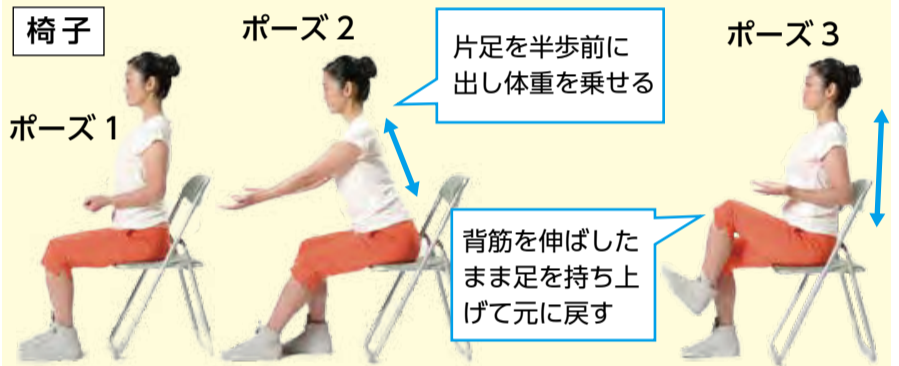 椅子
ポーズ1
ポーズ2
片足を半歩前に
出し体重を乗せる
ポーズ3
背筋を伸ばした
まま足を持ち上
げて元に戻す